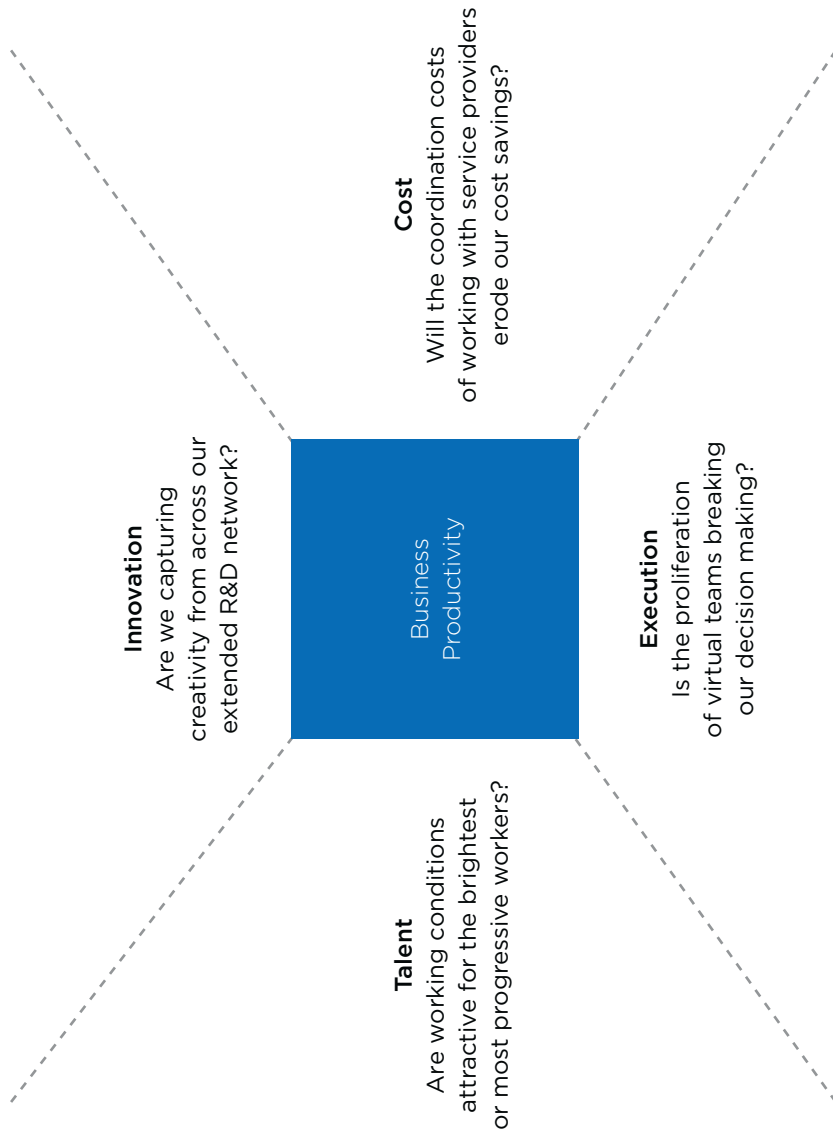 Innovation
Are we capturing
creativity from across our
extended R&D network?
Talent
Are working conditions
attractive for the brightest
or most progressive workers?
Business
Productivity
Cost
Will the coordination costs
of working with service providers
erode our cost savings?
Execution
Is the proliferation
of virtual teams breaking
our decision making?